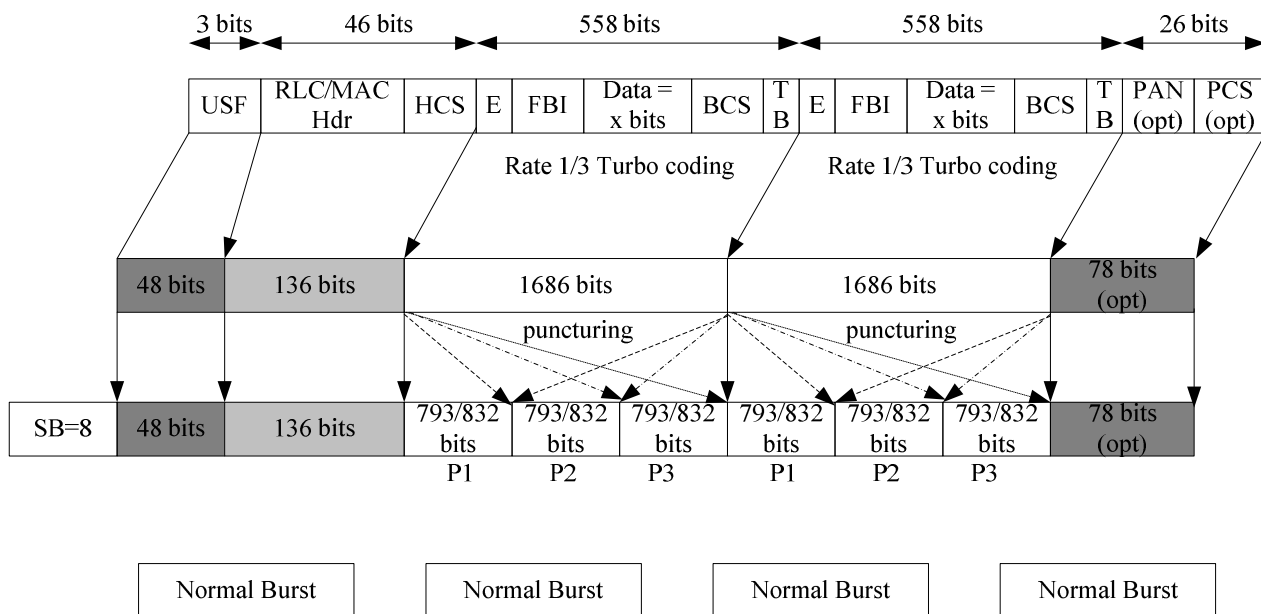 3 bits 46 bits 558 bits 558 bits 26 bits
USF RLC/MAC Hdr HCS E FBI Data = x bits BCS T B E FBI Data = x bits BCS T B PAN (opt) PCS (opt)
Rate 1/3 Turbo coding Rate 1/3 Turbo coding
48 bits 136 bits 1686 bits 1686 bits 78 bits (opt)
puncturing puncturing
SB=8 48 bits 136 bits 793/832 bits 793/832 bits 793/832 bits 793/832 bits 793/832 bits 793/832 bits 78 bits (opt)
P1 P2 P3 P1 P2 P3
Normal Burst Normal Burst Normal Burst Normal Burst